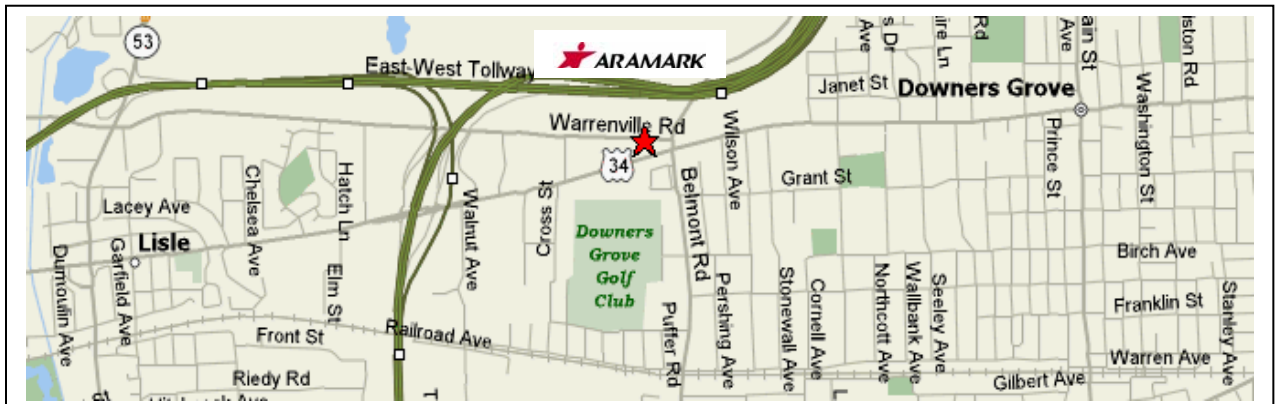 53
ARAMARK
East-West Tollway
Janet St
Downers Grove
Warrenville Rd
34
Wilson Ave
Belmont Rd
Prince St
Washington St
Grant St
Lacey Ave
Chelsea Ave
Hatch Ln
Walnut Ave
Cross St
Lisle
Downers
Grove
Golf
Club
Dumoulin Ave
Garfield Ave
Elm St
Pershing Ave
Puffer Rd
Stonewall Ave
Cornell Ave
Northcott Ave
Wallbank Ave
Seeley Ave
Birch Ave
Franklin St
Stanley Ave
Front St
Railroad Ave
Warren Ave
Gilbert Ave
Riedy Rd